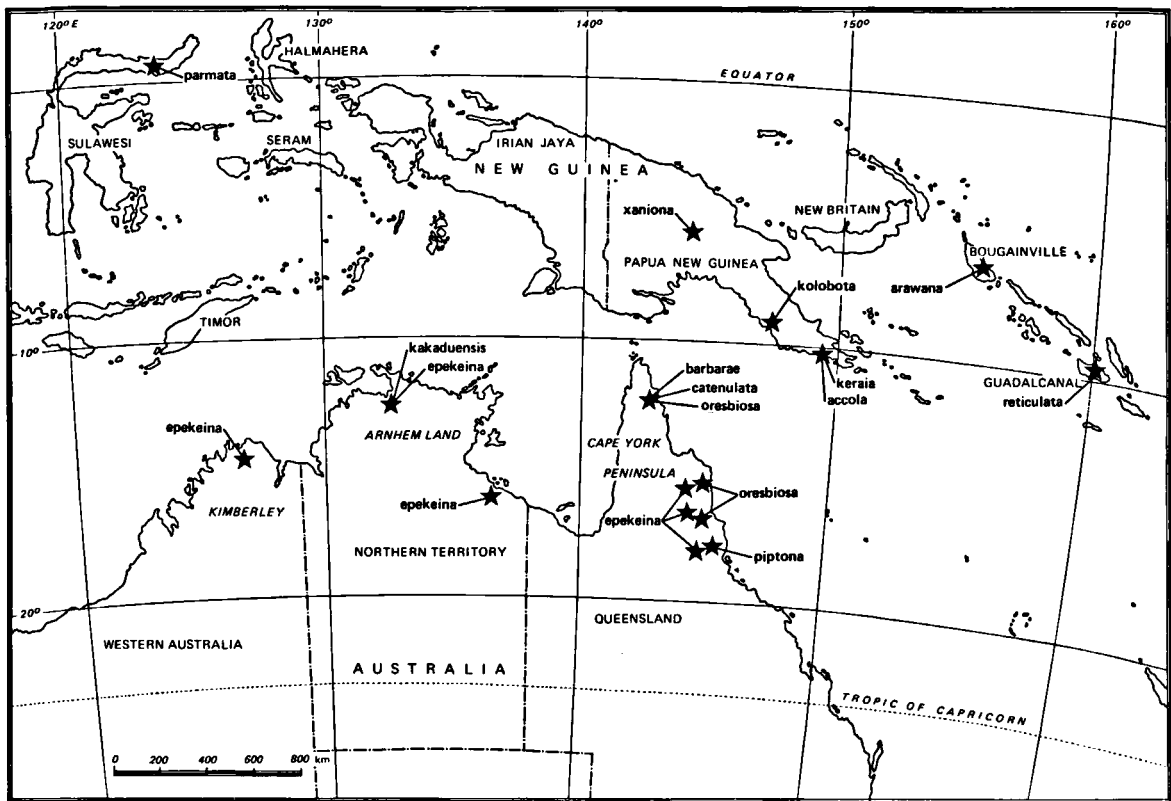 120° E
130°
140°
150°
160°
HALMAHERA
parmata
EQUATOR
SULAWESI
SERAM
IRIAN JAYA
NEW GUINEA
xaniona
NEW BRITAIN
PAPUA NEW GUINEA
BOUGAINVILLE
kolobota
arawana
TIMOR
10°
kakaduensis
epekeina
barbarae
catenulata
oresbiosa
keraia
accola
GUADALCANAL
reticulata
epekeina
ARNHEM LAND
CAPE YORK
PENINSULA
KIMBERLEY
epekeina
oresbiosa
epekeina
NORTHERN TERRITORY
piptona
20°
QUEENSLAND
WESTERN AUSTRALIA
AUSTRALIA
TROPIC OF CAPRICORN
0 200 400 600 800 km